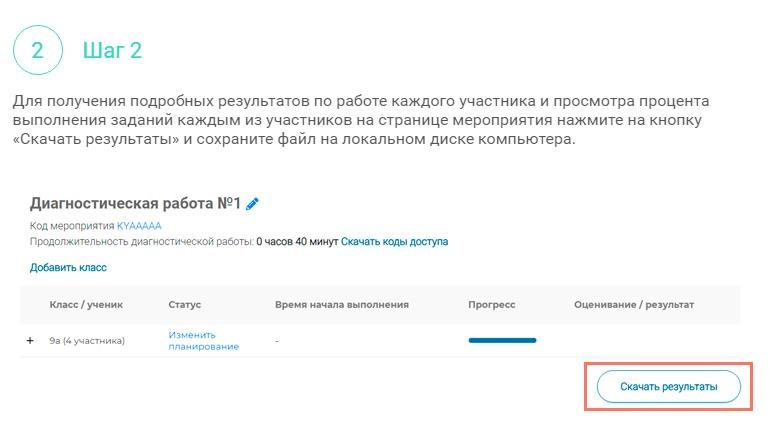 2 Шаг 2
Для получения подробных результатов по работе каждого участника и просмотра процента
выполнения заданий каждым из участников на странице мероприятия нажмите на кнопку
«Скачать результаты» и сохраните файл на локальном диске компьютера.
Диагностическая работа №1
Код мероприятия KYAAAAA
Продолжительность диагностической работы: 0 часов 40 минут Скачать коды доступа
Добавить класс
Класс / ученик Статус Время начала выполнения Прогресс Оценивание / результат
+ 9а (4 участника) Изменить
планирование -
Скачать результаты